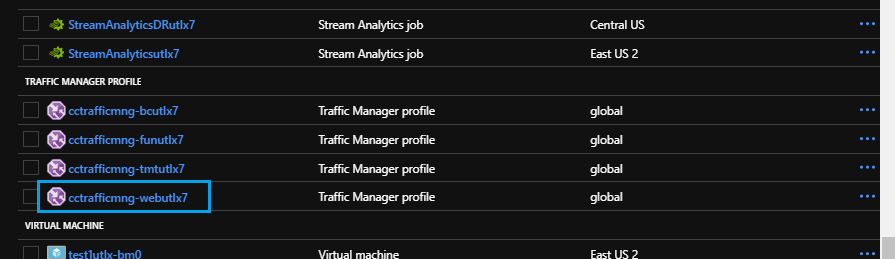 StreamAnalyticsDRutlx7 Stream Analytics job Central US
StreamAnalyticsutlx7 Stream Analytics job East US 2
TRAFFIC MANAGER PROFILE
cctrafficmng-bcutlx7 Traffic Manager profile global
cctrafficmng-funutlx7 Traffic Manager profile global
cctrafficmng-tmtutlx7 Traffic Manager profile global
cctrafficmng-webutlx7 Traffic Manager profile global
VIRTUAL MACHINE
test1utlx-bm0 Virtual machine East US 2